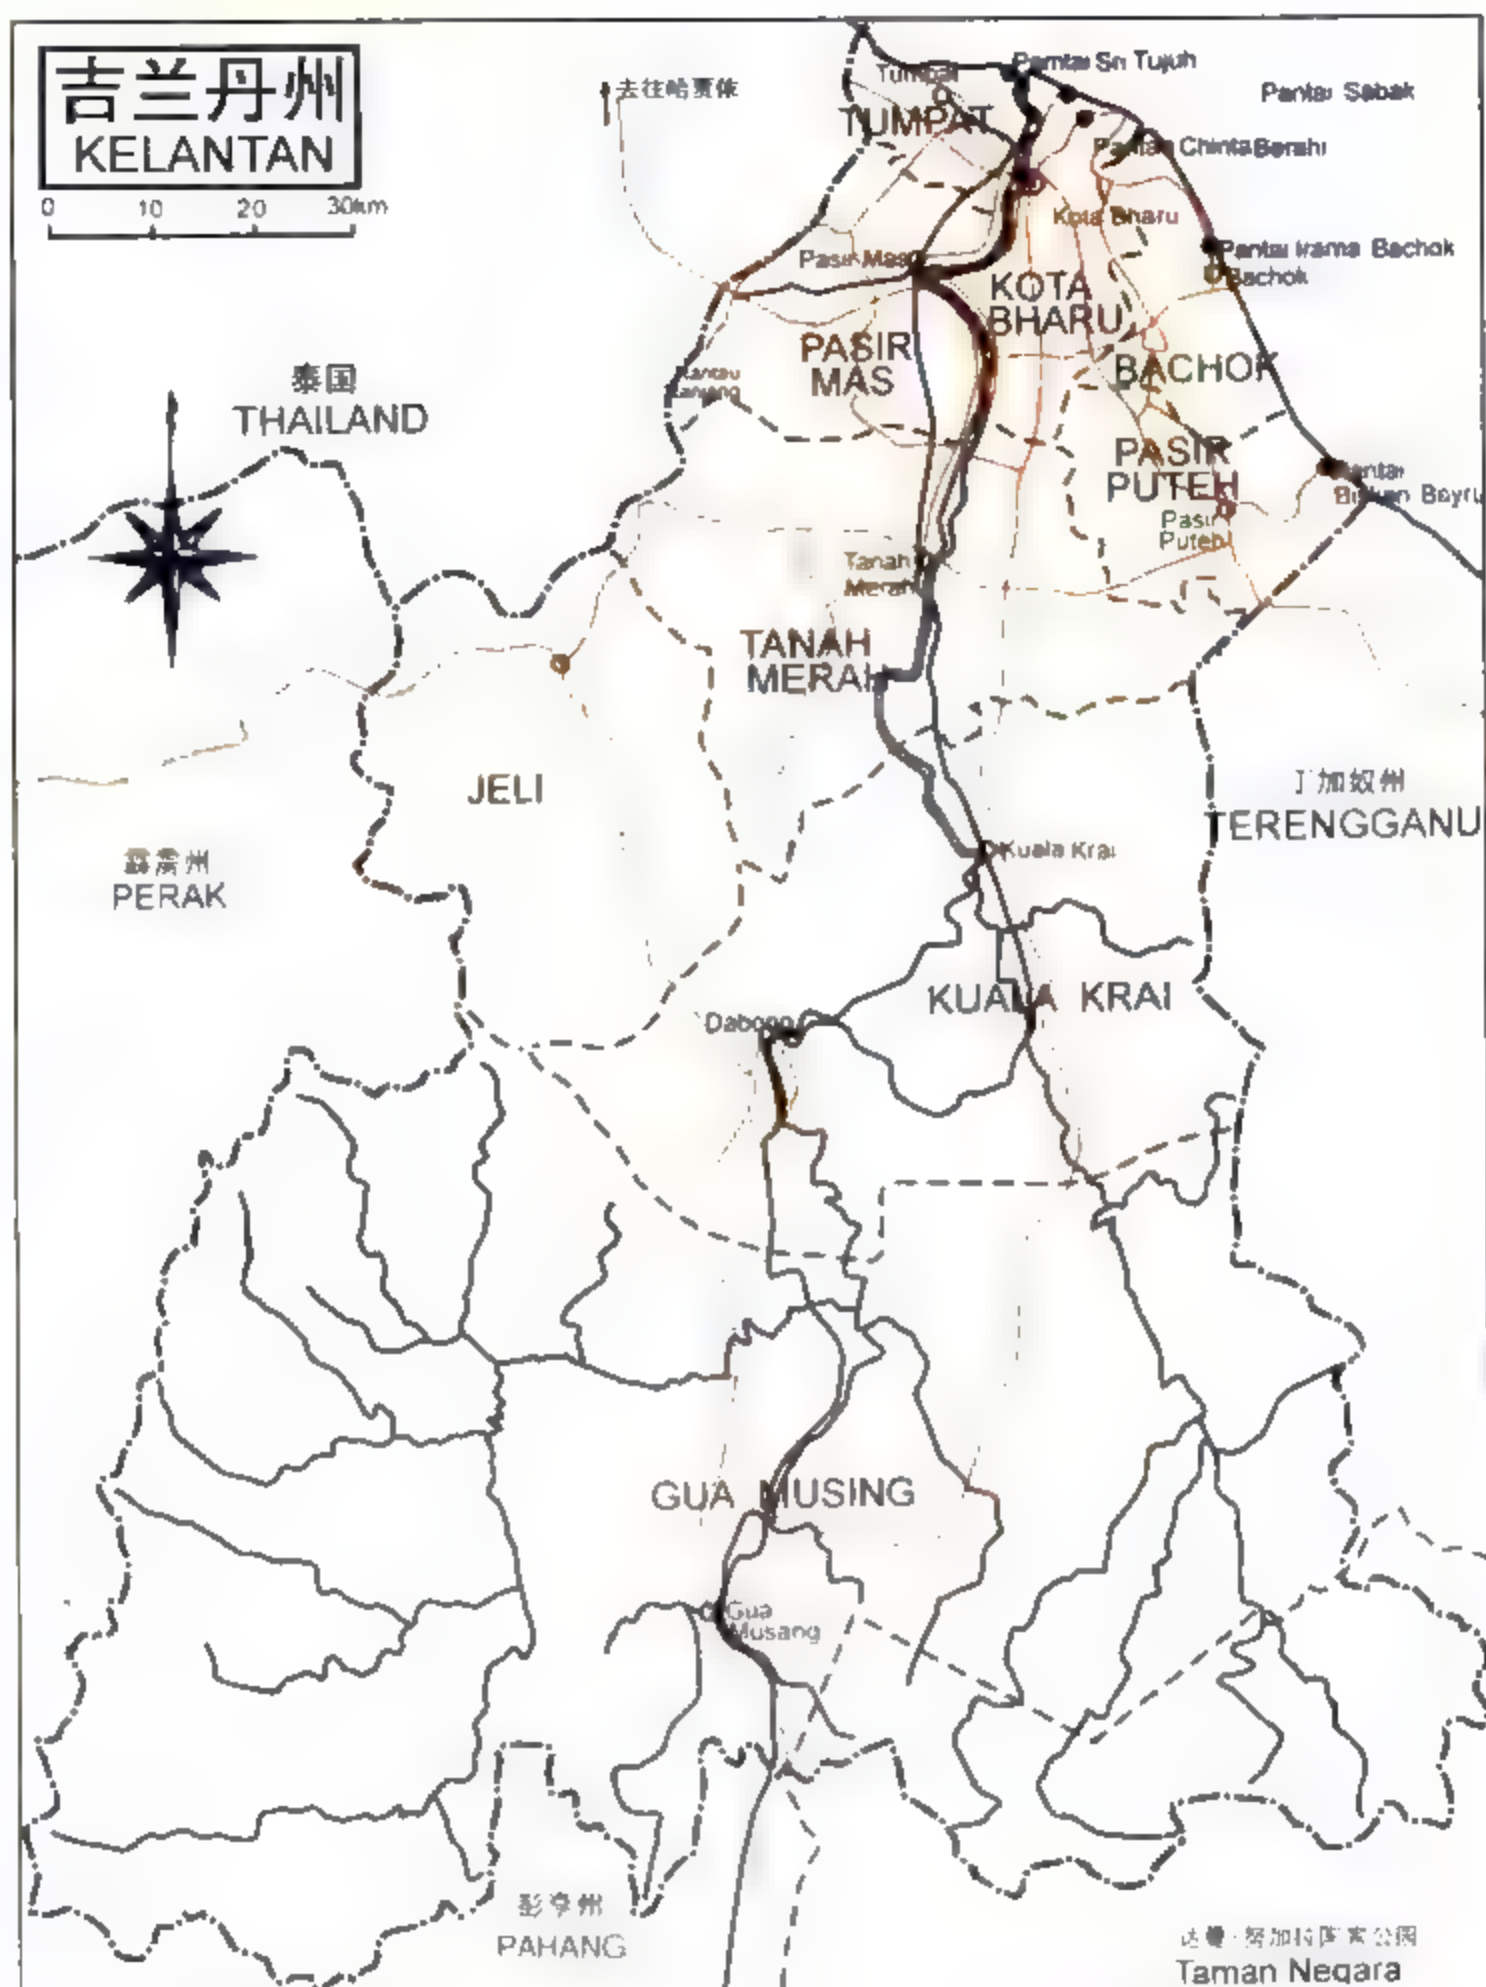 吉兰丹州
KELANTAN
0 10 20 30km
去往哈贾依
Pantai Sri Tujuh
Tumpat
Pantai Sabak
TUMPAT
Pantai Chinta Berahi
Kota Bharu
Pasir Mas
Pantai Irama Bachok
Bachok
KOTA
BHARU
PASIR
MAS
BACHOK
泰国
THAILAND
PASIR
PUTEH
Pasir
Puteh
Tanah
Merah
TANAH
MERAH
JELI
丁加奴州
TERENGGANU
霹雳州
PERAK
Kuala Krai
KUALA KRAI
Dabong
GUA MUSING
Gua
Musang
彭亨州
PAHANG
Taman Negara